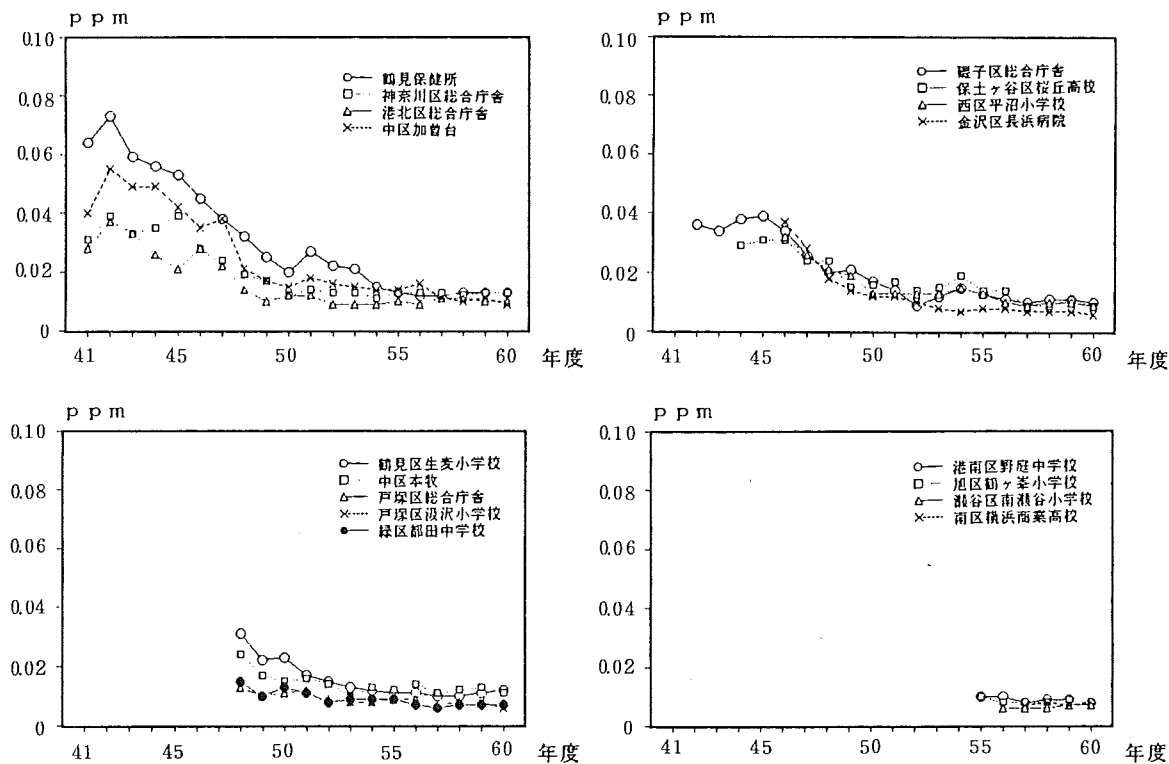 ppm
0.10
0.08
0.06
0.04
0.02
0
41 45 50 55 60 年度
鶴見保健所
神奈川区総合庁舎
港北区総合庁舎
中区加曽台
ppm
0.10
0.08
0.06
0.04
0.02
0
41 45 50 55 60 年度
磯子区総合庁舎
保土ヶ谷区桜丘高校
西区平沼小学校
金沢区長浜病院
ppm
0.10
0.08
0.06
0.04
0.02
0
41 45 50 55 60 年度
鶴見区生麦小学校
中区本牧
戸塚区総合庁舎
戸塚区汲沢小学校
緑区都田中学校
ppm
0.10
0.08
0.06
0.04
0.02
0
41 45 50 55 60 年度
港南区野庭中学校
旭区鶴ヶ峯小学校
瀬谷区南瀬谷小学校
南区横浜商業高校